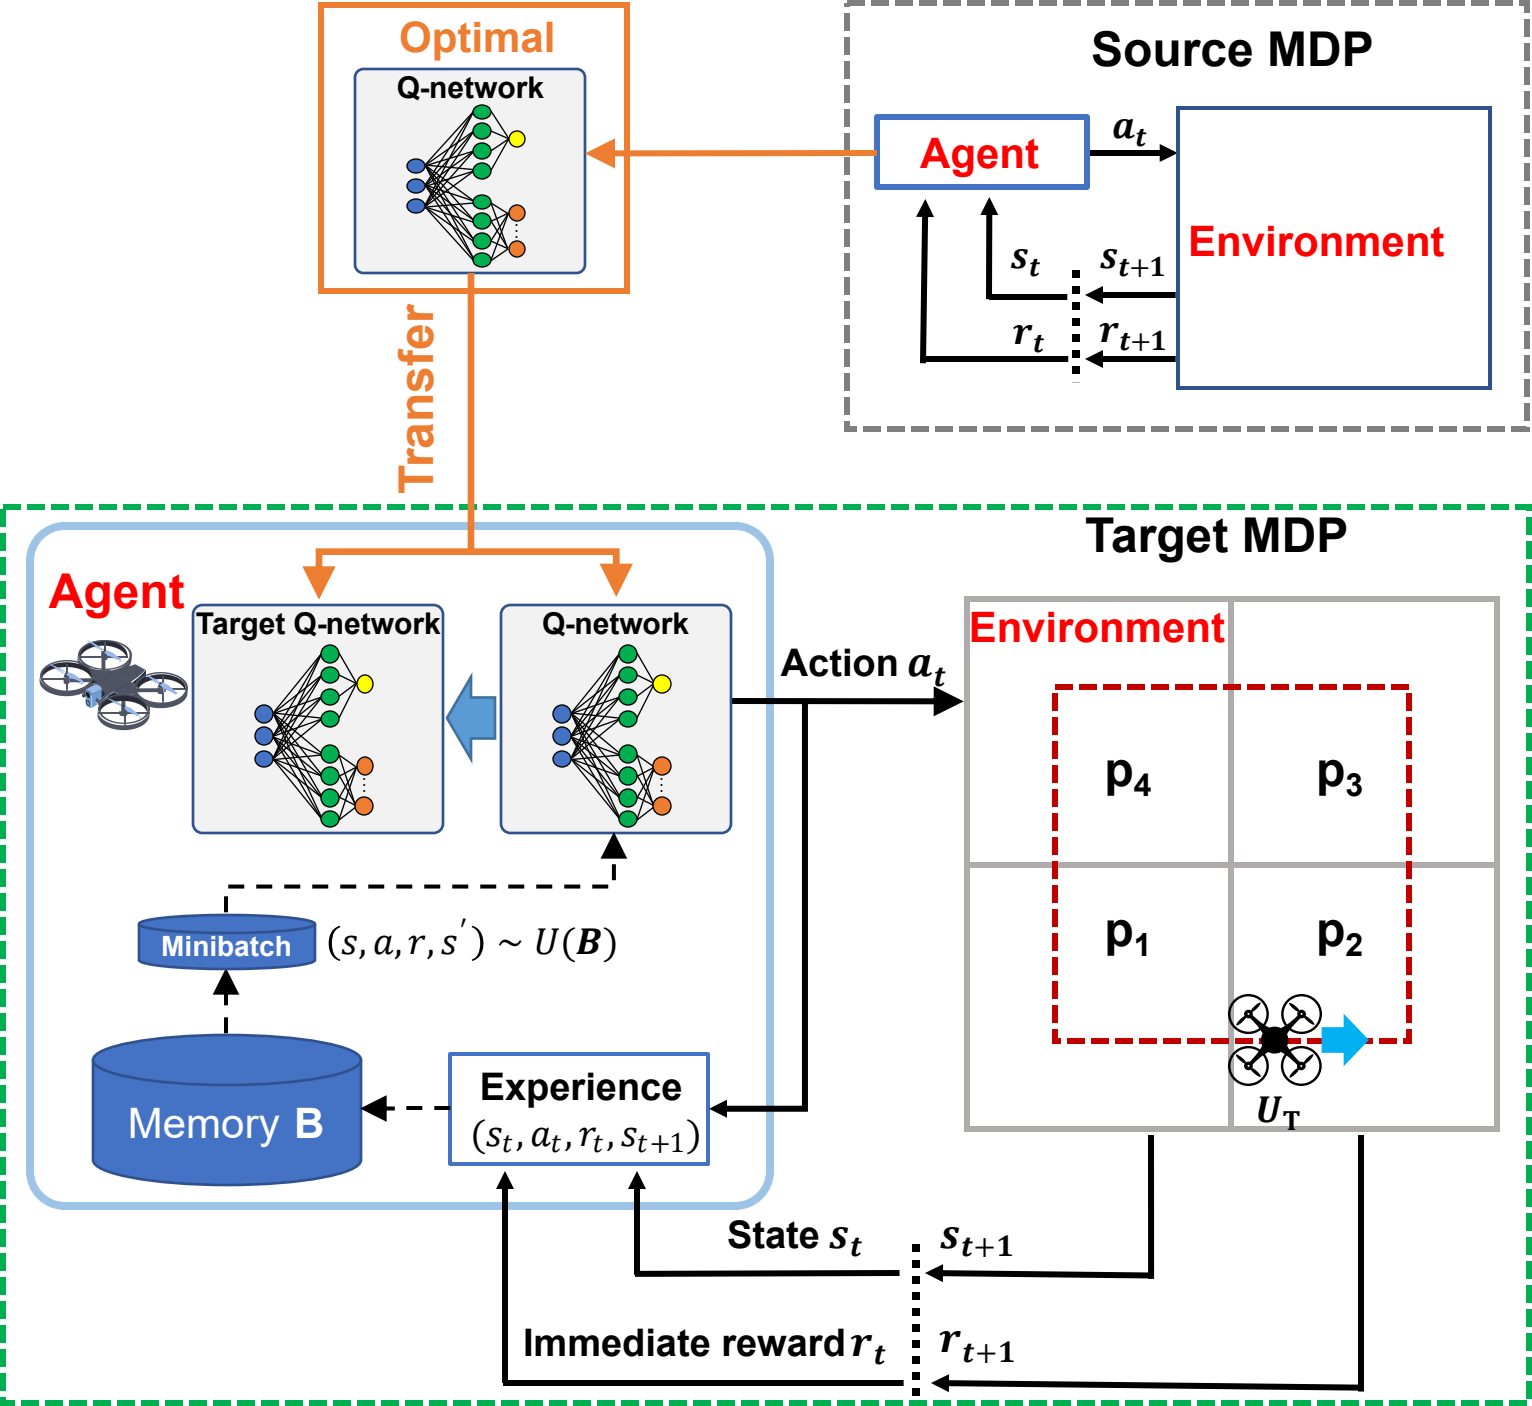 Optimal
Q-network
Source MDP
Agent
a_t
Environment
s_t
s_{t+1}
r_t
r_{t+1}
Transfer
Target MDP
Agent
Target Q-network
Q-network
Action a_t
Environment
p_4
p_3
p_1
p_2
U_T
Minibatch
(s, a, r, s') ~ U(B)
Memory B
Experience
(s_t, a_t, r_t, s_{t+1})
State s_t
s_{t+1}
Immediate reward r_t
r_{t+1}